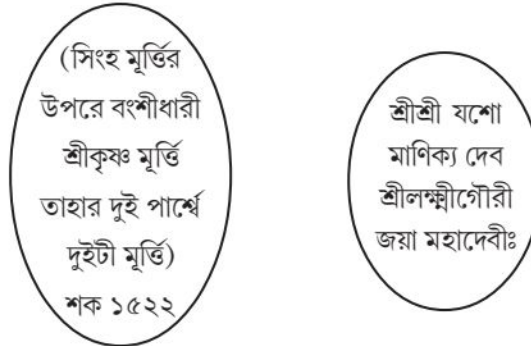 (সিংহ মূর্ত্তির
উপরে বংশীধারী
শ্রীকৃষ্ণ মূর্ত্তি
তাহার দুই পার্শ্বে
দুইটী মূর্ত্তি)
শক ১৫২২
শ্রীশ্রী যশো
মাণিক্য দেব
শ্রীলক্ষ্মীগৌরী
জয়া মহাদেবীঃ